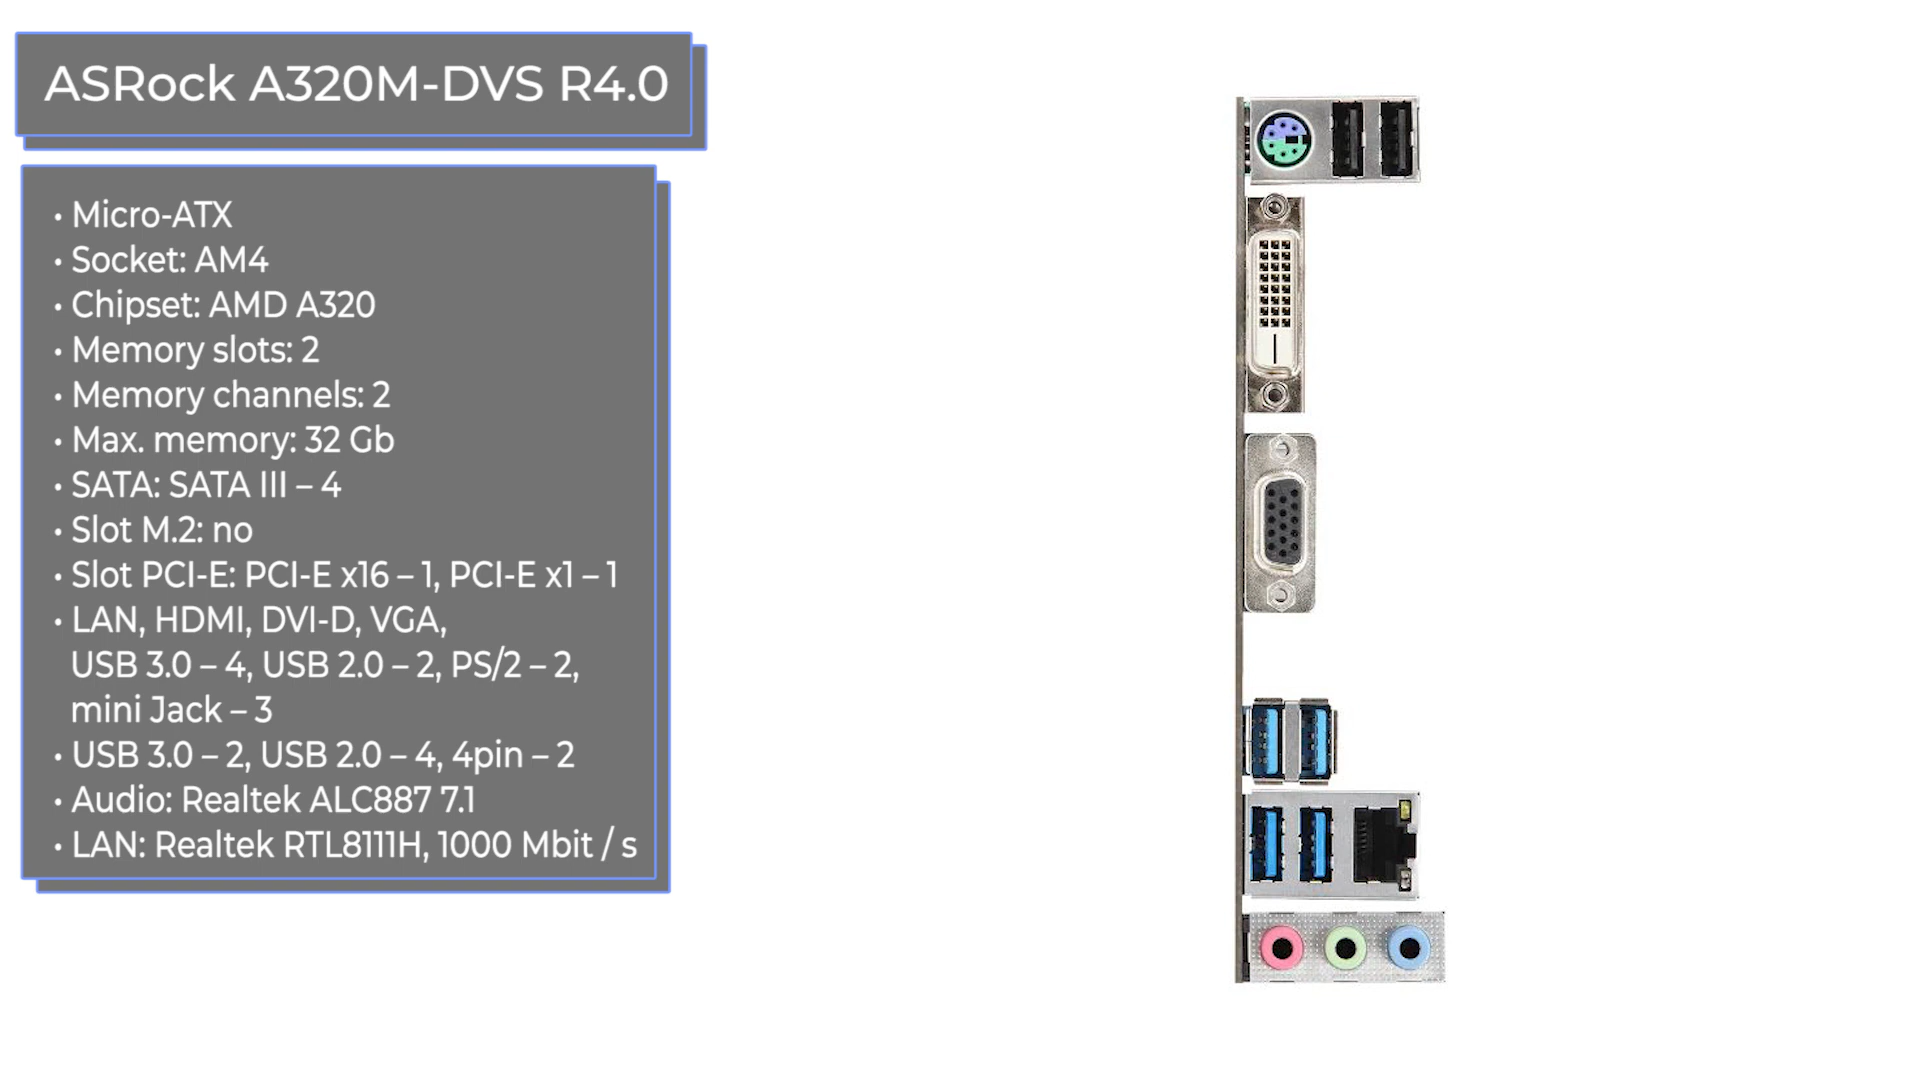 ASRock A320M-DVS R4.0
• Micro-ATX
• Socket: AM4
• Chipset: AMD A320
• Memory slots: 2
• Memory channels: 2
• Max. memory: 32 Gb
• SATA: SATA III – 4
• Slot M.2: no
• Slot PCI-E: PCI-E x16 – 1, PCI-E x1 – 1
• LAN, HDMI, DVI-D, VGA,
USB 3.0 – 4, USB 2.0 – 2, PS/2 – 2,
mini Jack – 3
• USB 3.0 – 2, USB 2.0 – 4, 4pin – 2
• Audio: Realtek ALC887 7.1
• LAN: Realtek RTL8111H, 1000 Mbit / s